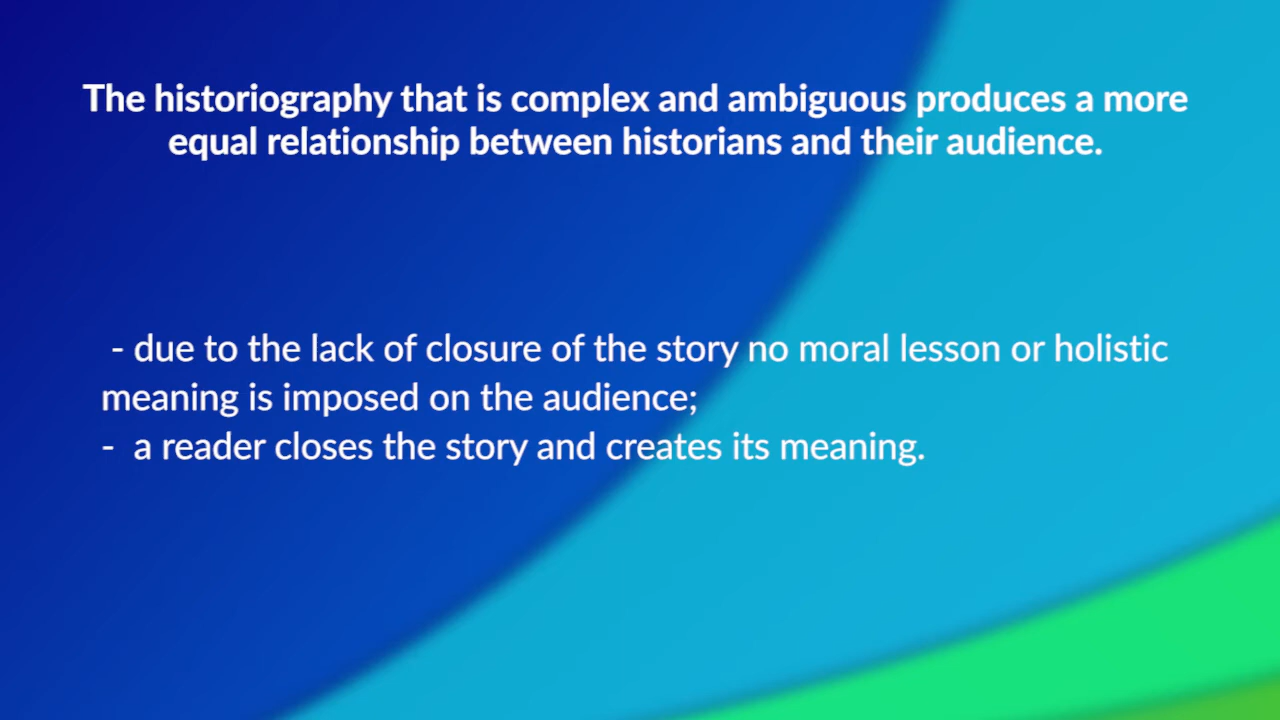 The historiography that is complex and ambiguous produces a more
equal relationship between historians and their audience.
- due to the lack of closure of the story no moral lesson or holistic
meaning is imposed on the audience;
- a reader closes the story and creates its meaning.